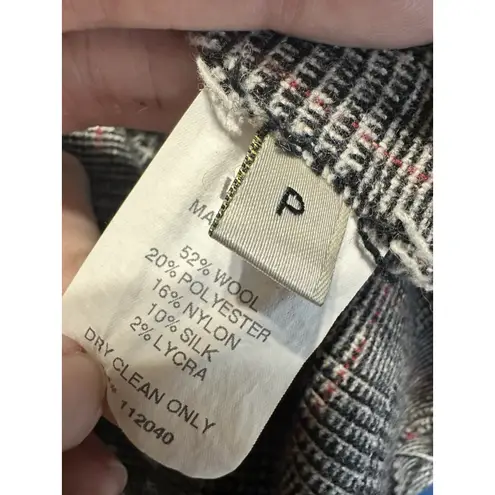 P
MA
52% WOOL
20% POLYESTER
16% NYLON
10% SILK
2% LYCRA
DRY CLEAN ONLY
112040